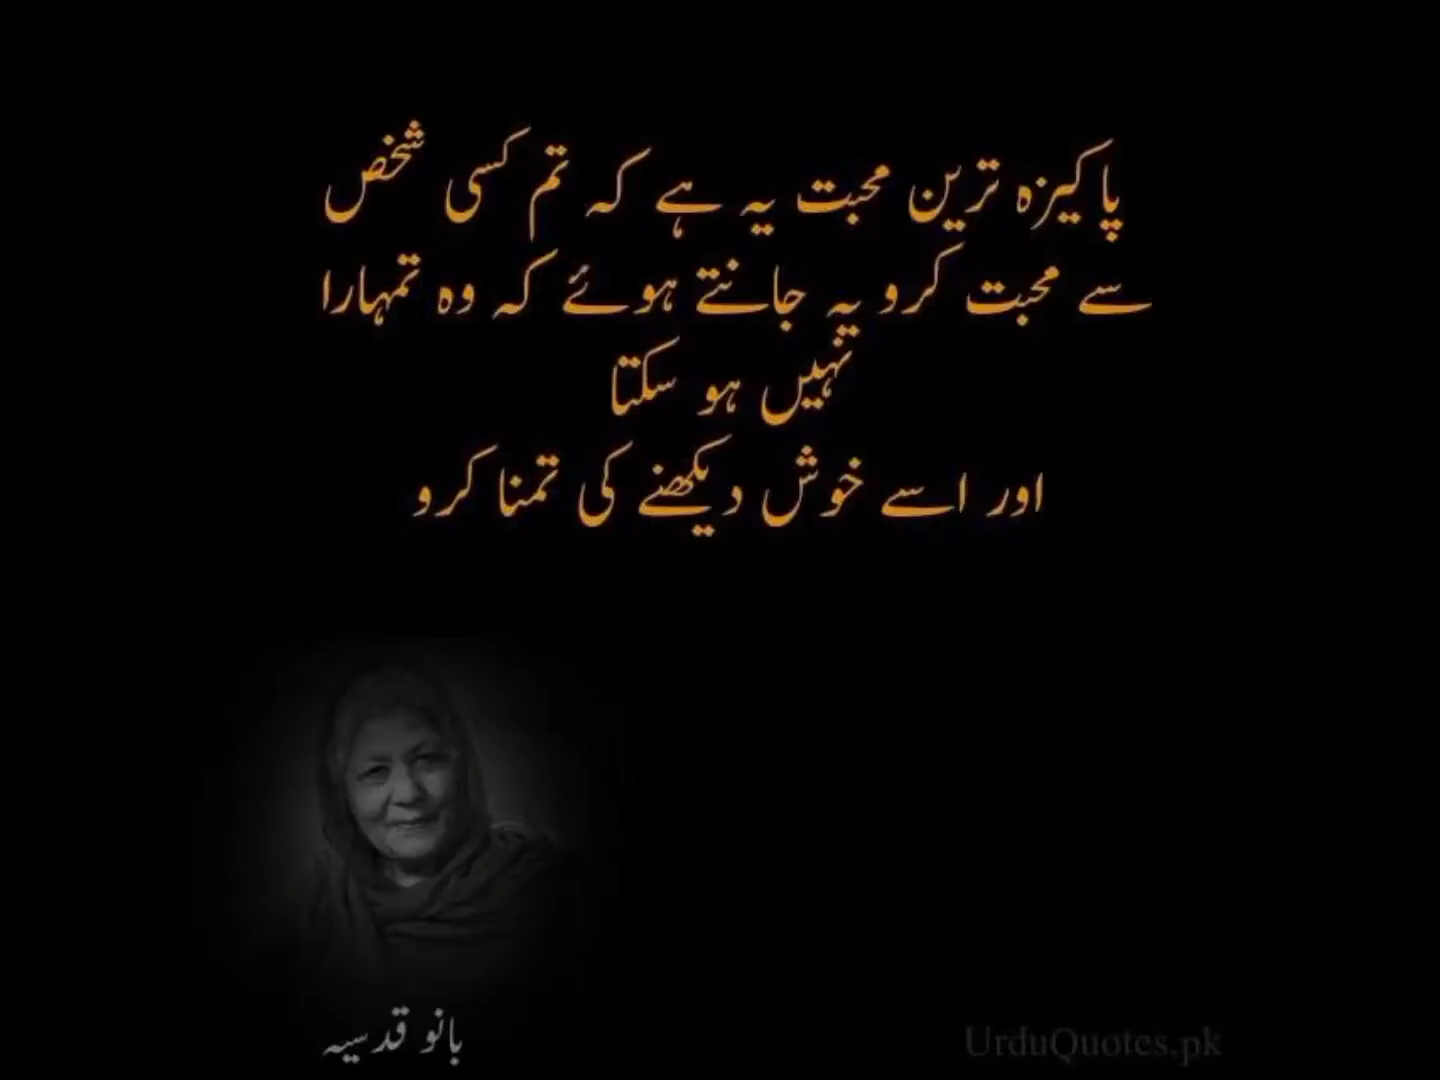 پاکیزہ ترین محبت یہ ہے کہ تم کسی شخص
سے محبت کرو یہ جانتے ہوئے کہ وہ تمہارا
نہیں ہو سکتا
اور اسے خوش دیکھنے کی تمنا کرو
بانو قدسیہ
UrduQuotes.pk